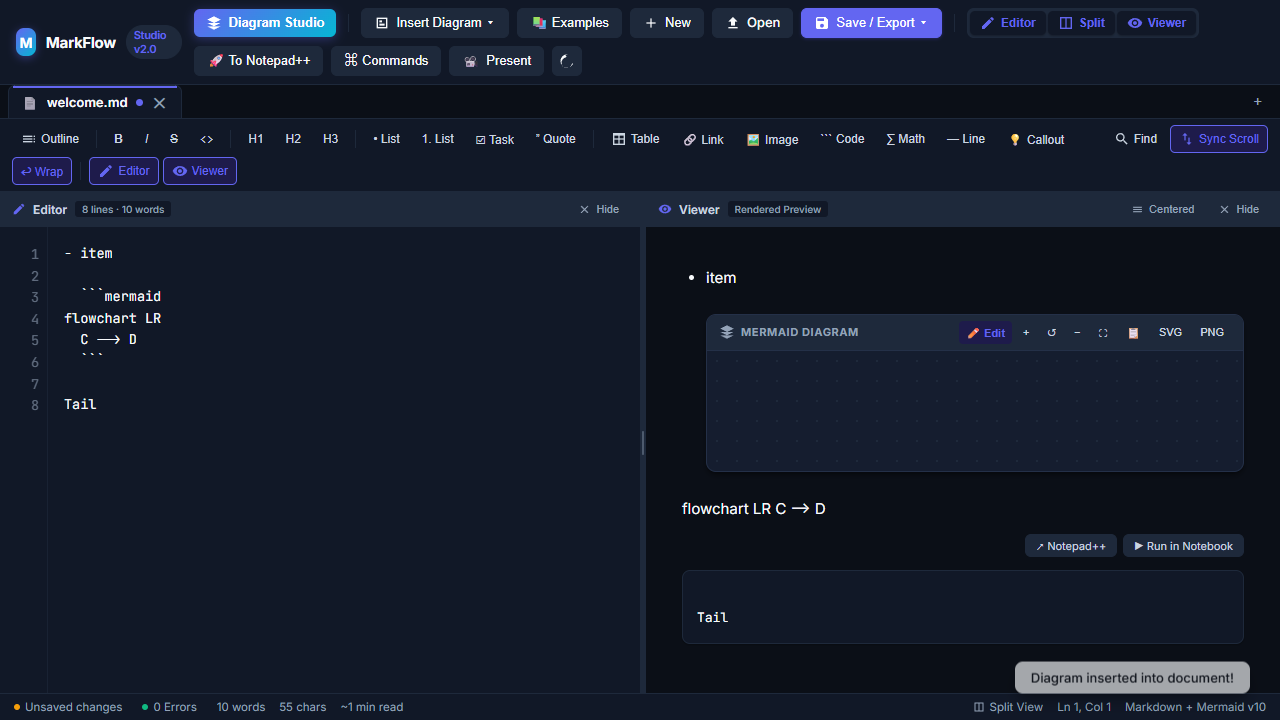 M MarkFlow Studio v2.0 Diagram Studio Insert Diagram ▾ Examples + New Open Save / Export ▾ Editor Split Viewer
To Notepad++ ⌘ Commands Present
welcome.md +
Outline B I S <> H1 H2 H3 • List 1. List ☑ Task " Quote Table Link Image ``` Code ∑ Math — Line Callout Find Sync Scroll
↩ Wrap Editor Viewer
Editor 8 lines · 10 words × Hide
Viewer Rendered Preview Centered × Hide
1 - item
2
3   ```mermaid
4 flowchart LR
5   C --> D
6   ```
7
8 Tail
• item
MERMAID DIAGRAM Edit + ↺ − SVG PNG
flowchart LR C --> D
↗ Notepad++ ▶ Run in Notebook
Tail
Diagram inserted into document!
Unsaved changes 0 Errors 10 words 55 chars ~1 min read Split View Ln 1, Col 1 Markdown + Mermaid v10